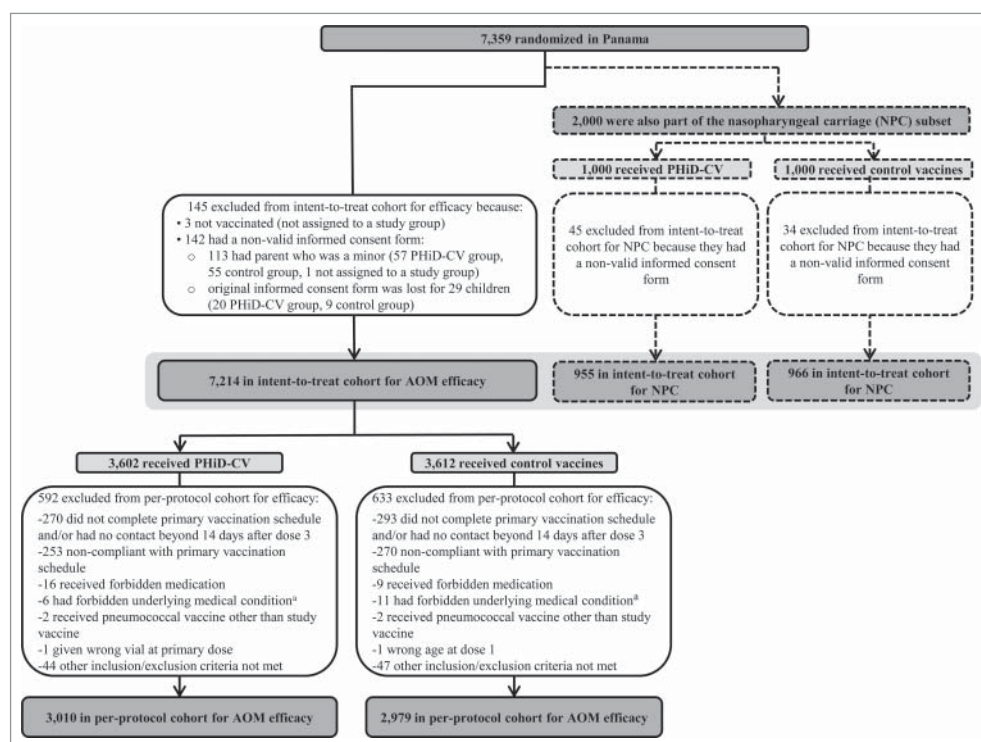 7,359 randomized in Panama
2,000 were also part of the nasopharyngeal carriage (NPC) subset
1,000 received PHiD-CV
1,000 received control vaccines
145 excluded from intent-to-treat cohort for efficacy because:
• 3 not vaccinated (not assigned to a study group)
• 142 had a non-valid informed consent form:
o 113 had parent who was a minor (57 PHiD-CV group,
55 control group, 1 not assigned to a study group)
o original informed consent form was lost for 29 children
(20 PHiD-CV group, 9 control group)
45 excluded from intent-to-treat
cohort for NPC because they had
a non-valid informed consent
form
34 excluded from intent-to-treat
cohort for NPC because they had
a non-valid informed consent
form
7,214 in intent-to-treat cohort for AOM efficacy
955 in intent-to-treat cohort
for NPC
966 in intent-to-treat cohort
for NPC
3,602 received PHiD-CV
3,612 received control vaccines
592 excluded from per-protocol cohort for efficacy:
-270 did not complete primary vaccination schedule
and/or had no contact beyond 14 days after dose 3
-253 non-compliant with primary vaccination
schedule
-16 received forbidden medication
-6 had forbidden underlying medical conditionᵃ
-2 received pneumococcal vaccine other than study
vaccine
-1 given wrong vial at primary dose
-44 other inclusion/exclusion criteria not met
633 excluded from per-protocol cohort for efficacy:
-293 did not complete primary vaccination schedule
and/or had no contact beyond 14 days after dose 3
-270 non-compliant with primary vaccination
schedule
-9 received forbidden medication
-11 had forbidden underlying medical conditionᵃ
-2 received pneumococcal vaccine other than study
vaccine
-1 wrong age at dose 1
-47 other inclusion/exclusion criteria not met
3,010 in per-protocol cohort for AOM efficacy
2,979 in per-protocol cohort for AOM efficacy